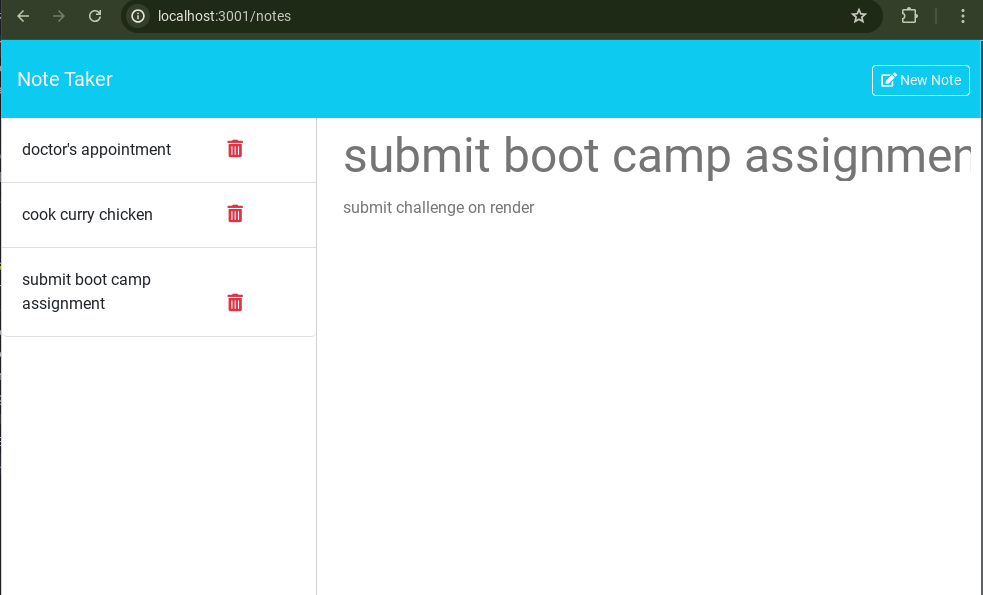 localhost:3001/notes
Note Taker
New Note
doctor's appointment
cook curry chicken
submit boot camp
assignment
submit boot camp assignmen
submit challenge on render